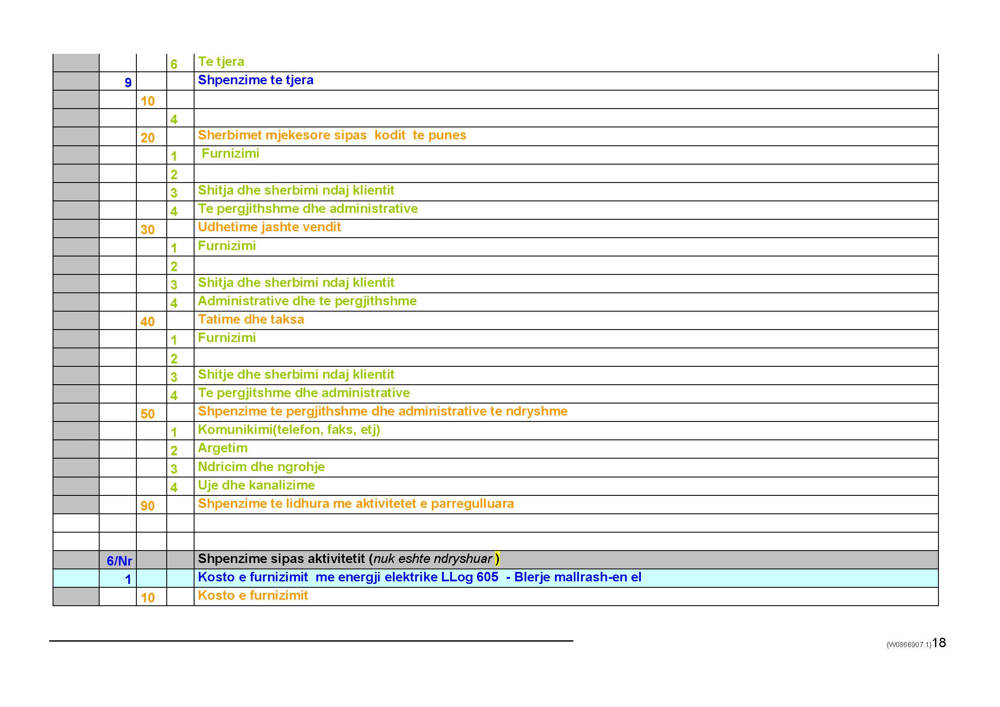 6 Te tjera
9 Shpenzime te tjera
10
4
20 Sherbimet mjekesore sipas kodit te punes
1 Furnizimi
2
3 Shitja dhe sherbimi ndaj klientit
4 Te pergjithshme dhe administrative
30 Udhetime jashte vendit
1 Furnizimi
2
3 Shitja dhe sherbimi ndaj klientit
4 Administrative dhe te pergjithshme
40 Tatime dhe taksa
1 Furnizimi
2
3 Shitje dhe sherbimi ndaj klientit
4 Te pergjitshme dhe administrative
50 Shpenzime te pergjithshme dhe administrative te ndryshme
1 Komunikimi(telefon, faks, etj)
2 Argetim
3 Ndricim dhe ngrohje
4 Uje dhe kanalizime
90 Shpenzime te lidhura me aktivitetet e parregulluara
6/Nr Shpenzime sipas aktivitetit (nuk eshte ndryshuar )
1 Kosto e furnizimit me energji elektrike LLog 605 - Blerje mallrash-en el
10 Kosto e furnizimit
{W0866907.1}18